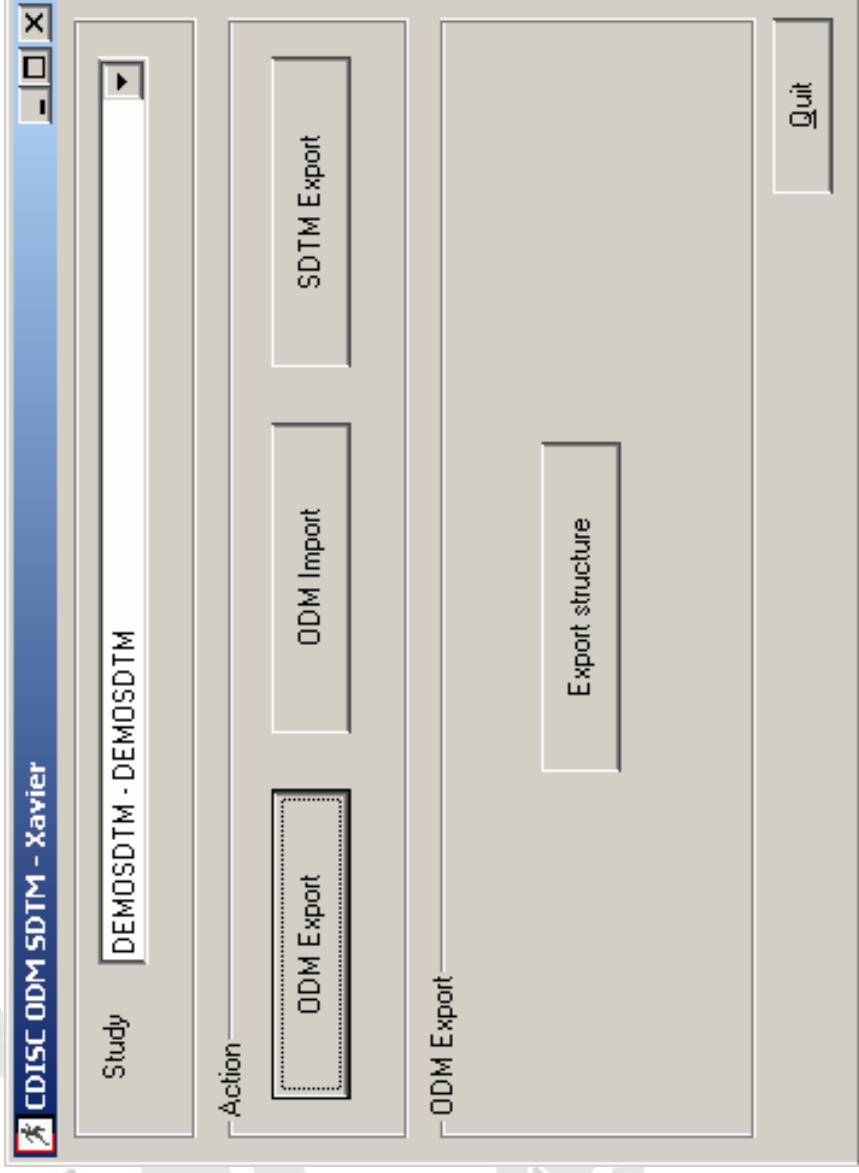 CDISC ODM SDTM - Xavier
Study
DEMOSDTM - DEMOSDTM
Action
ODM Export
ODM Import
SDTM Export
ODM Export
Export structure
Quit